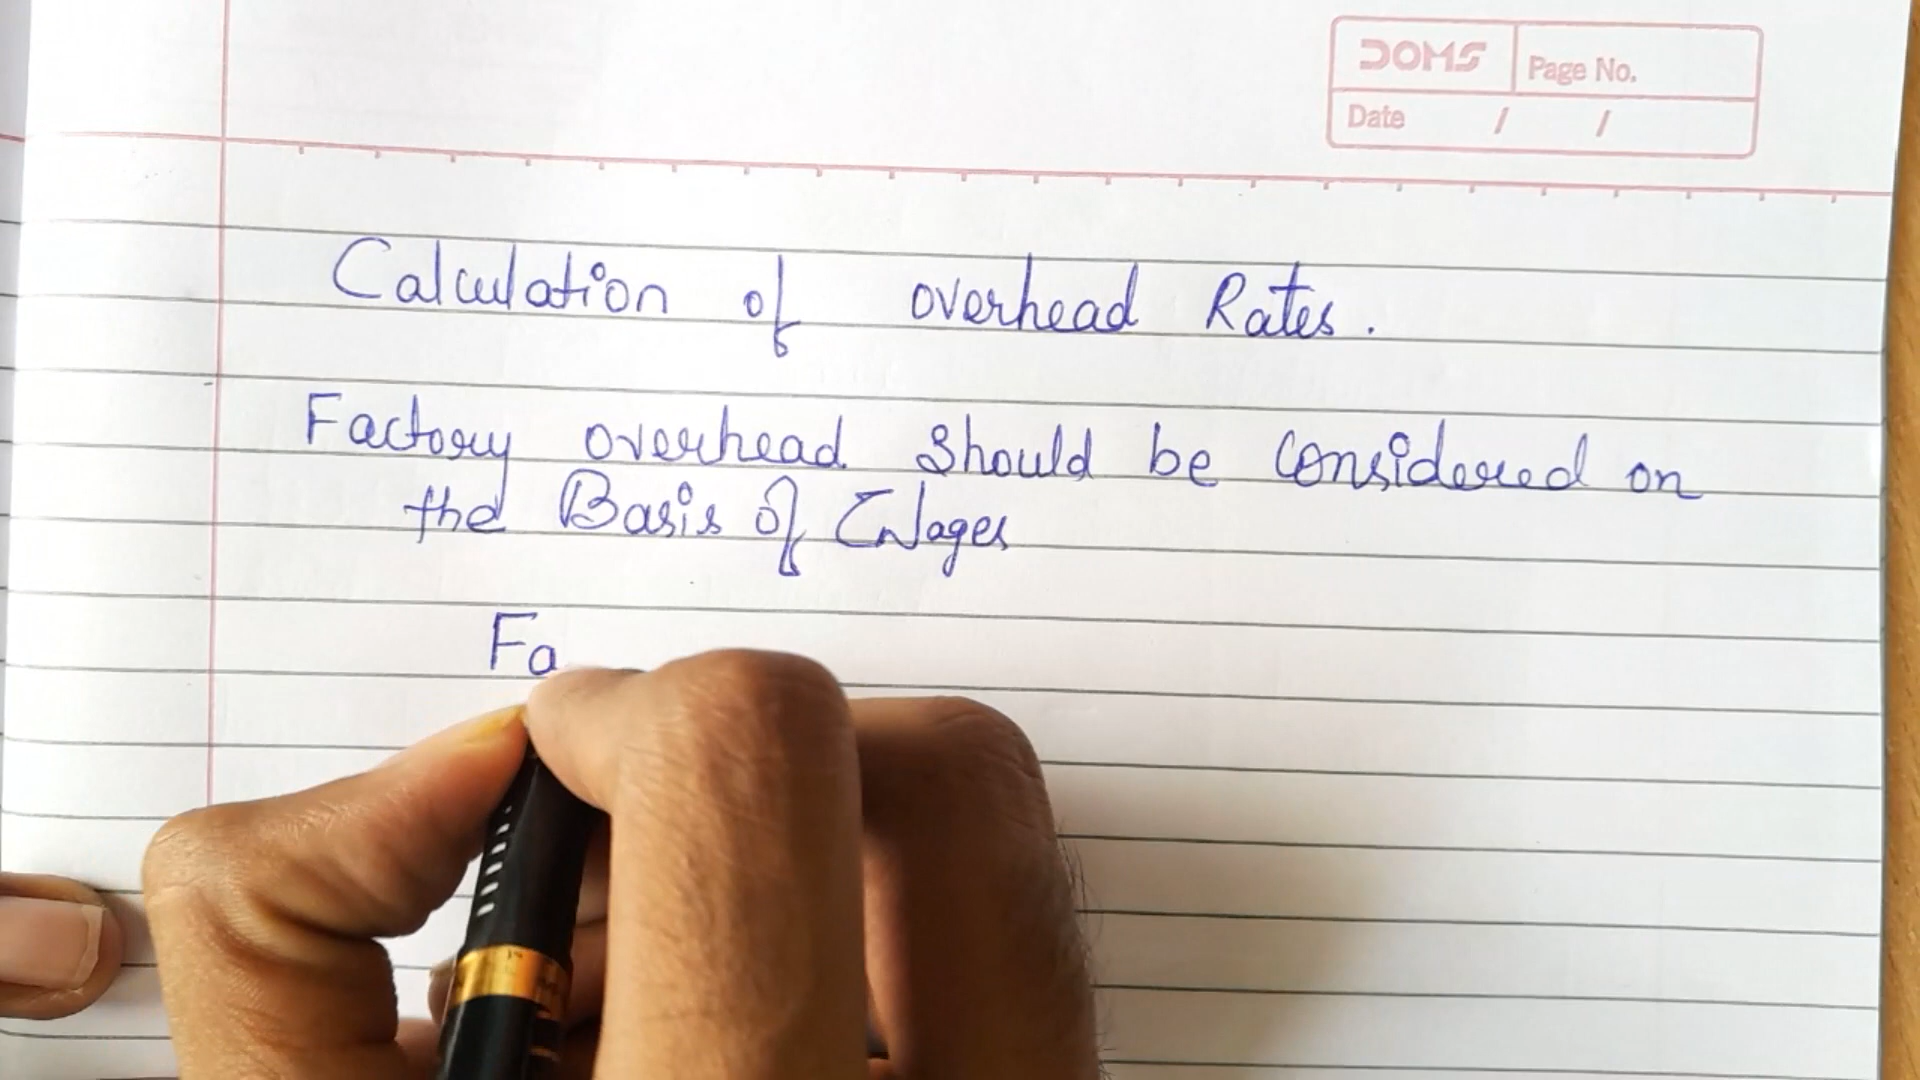 DOMS Page No.
Date / /
Calculation of overhead Rates.
Factory overhead should be considered on
the Basis of Wages
Fa